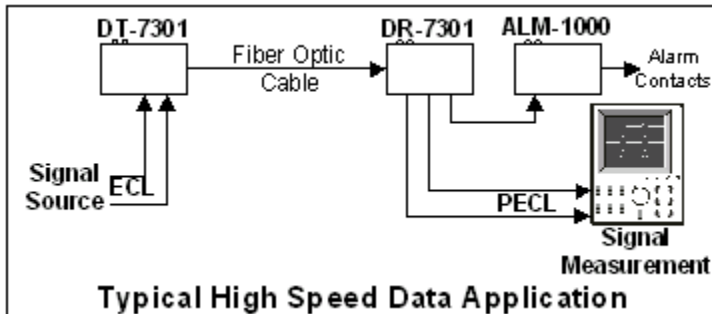 DT-7301
DR-7301
ALM-1000
Fiber Optic
Cable
Alarm
Contacts
Signal
Source
ECL
PECL
Signal
Measurement
Typical High Speed Data Application